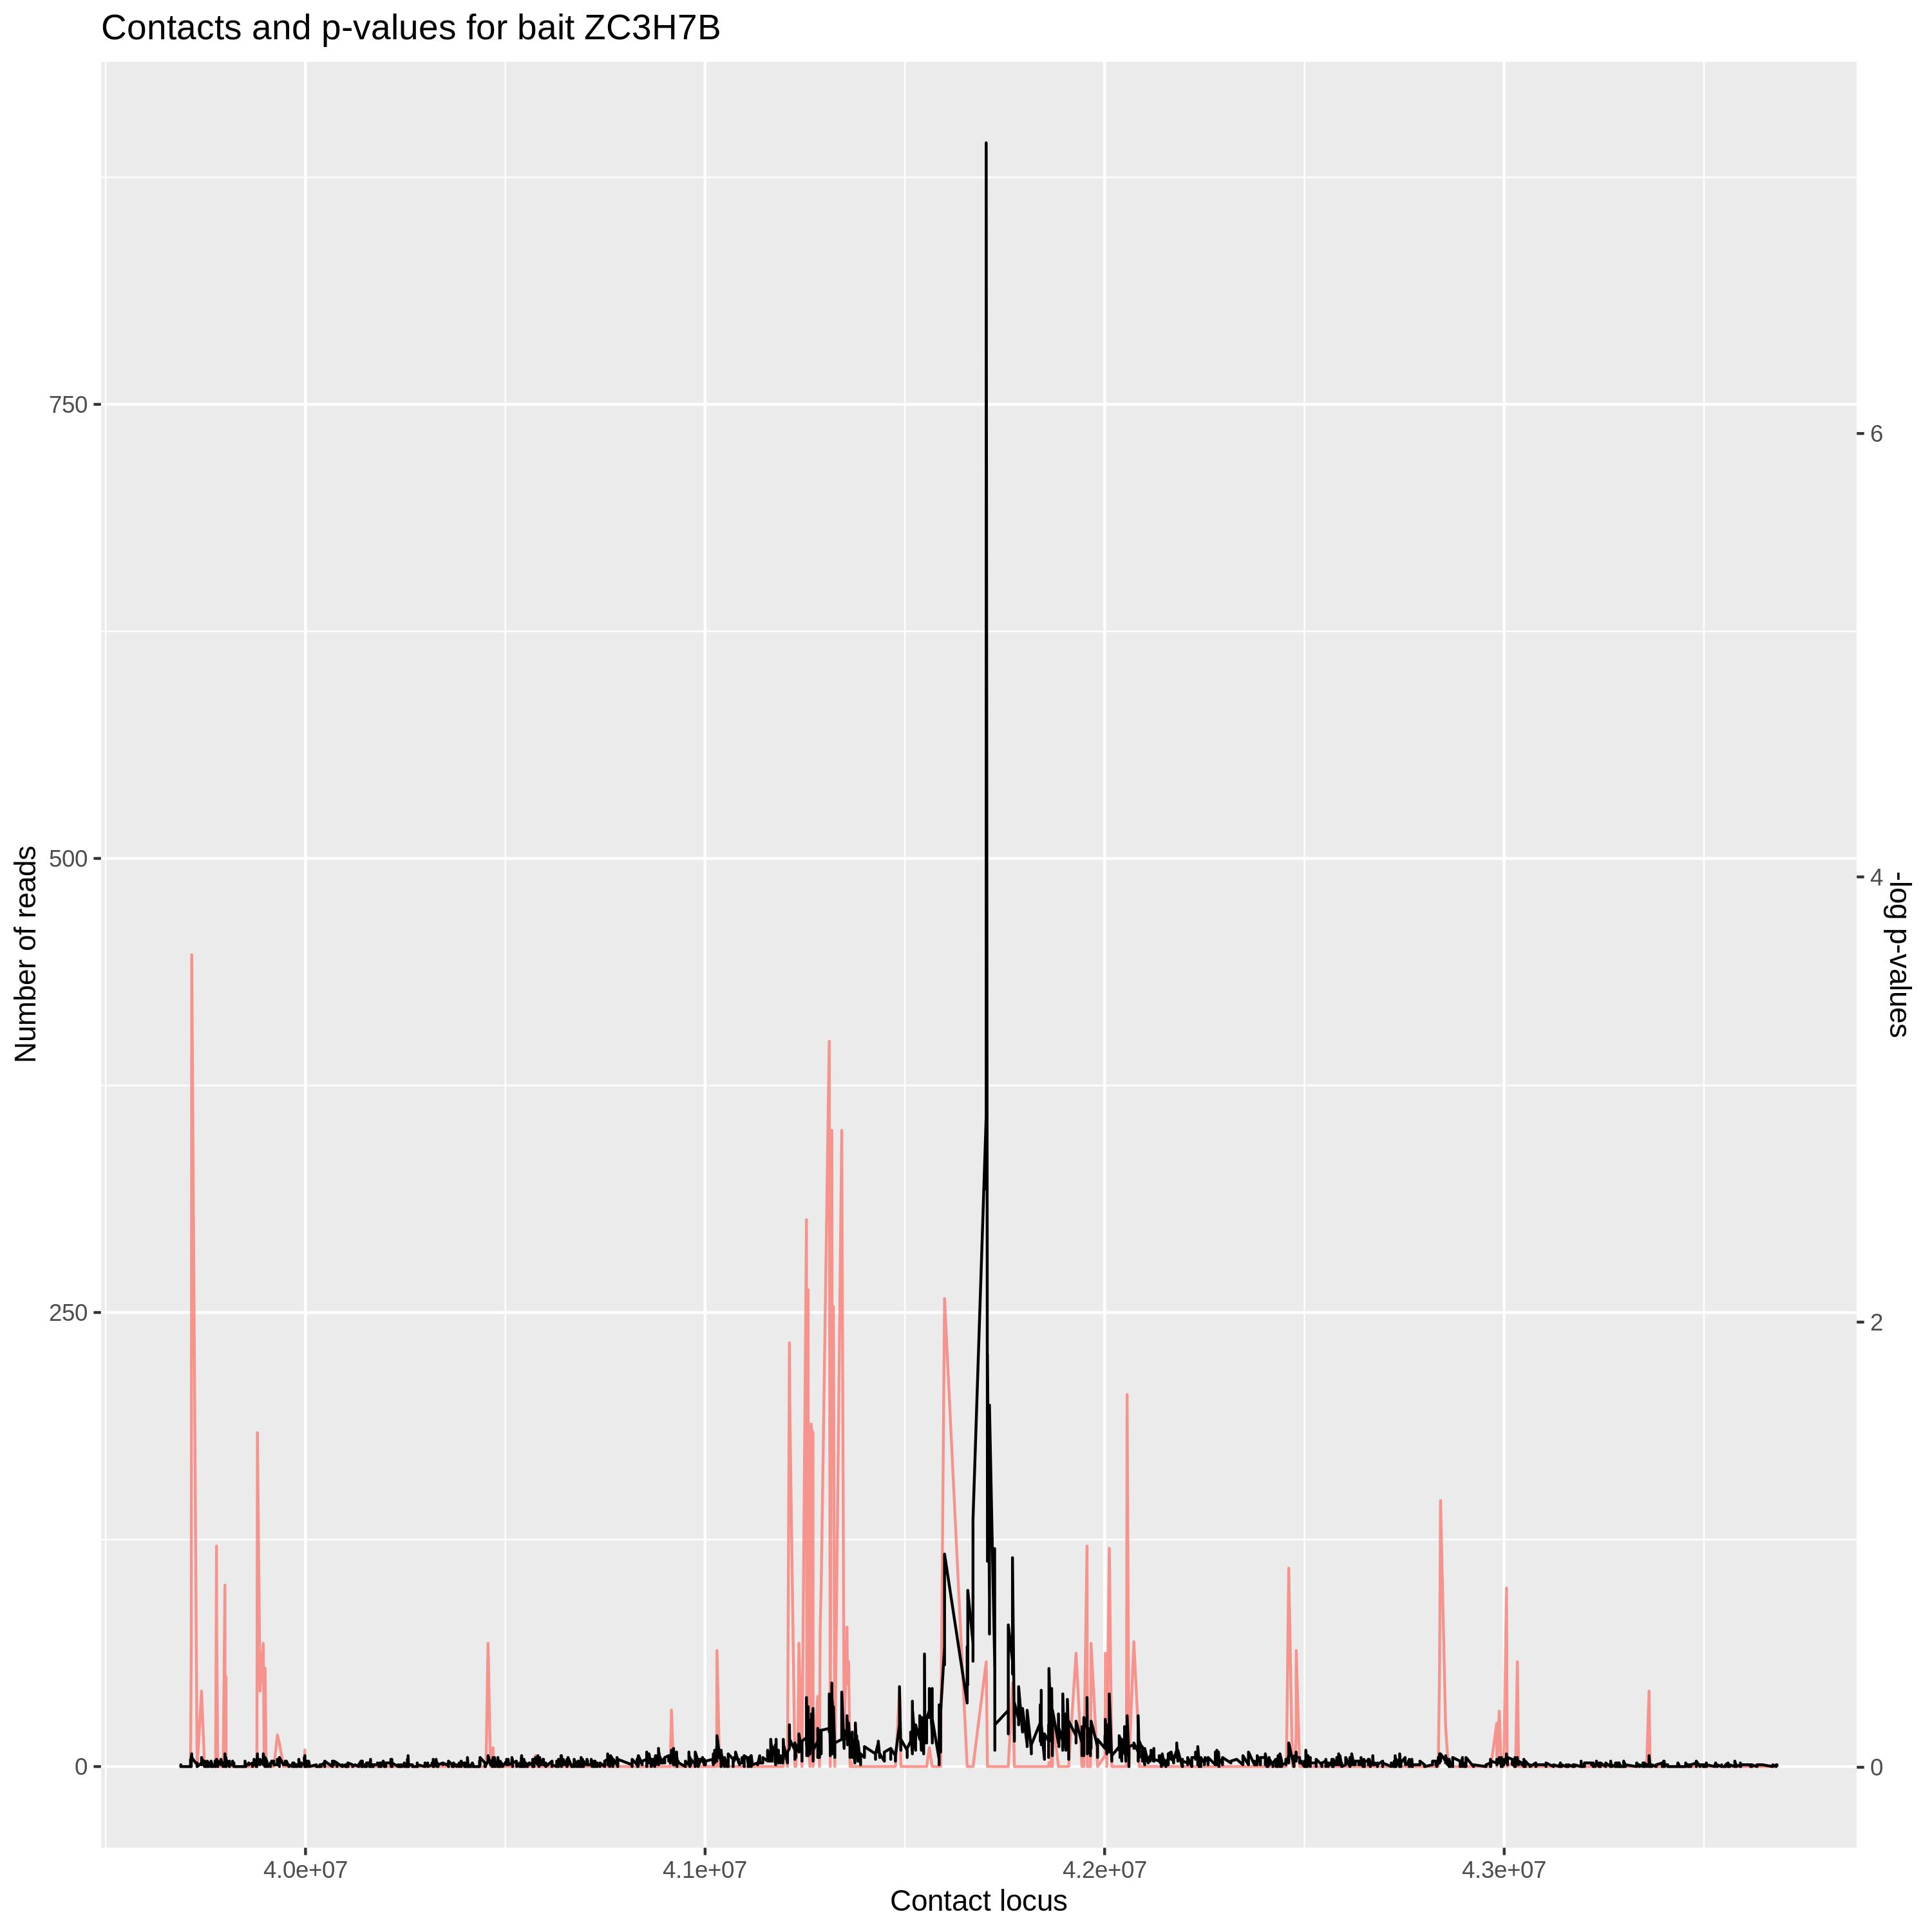 Contacts and p-values for bait ZC3H7B
750
500
250
0
6
4
2
0
Number of reads
-log p-values
4.0e+07
4.1e+07
4.2e+07
4.3e+07
Contact locus